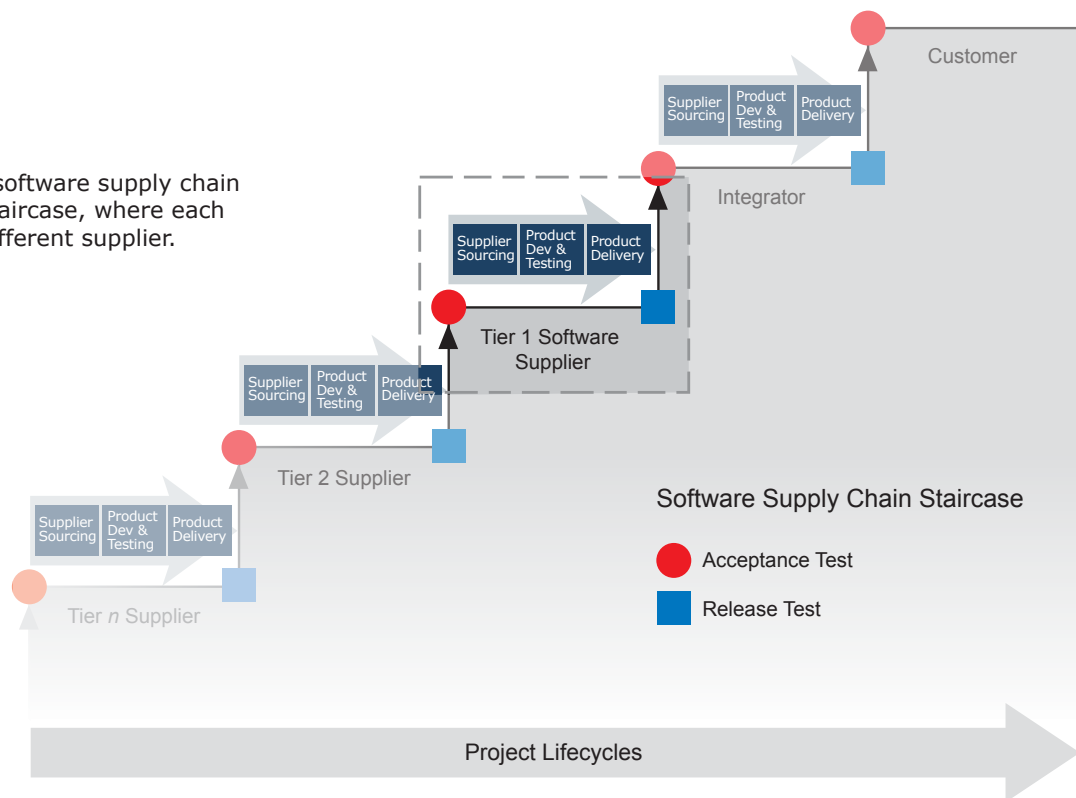 Customer
Supplier
Sourcing
Product
Dev &
Testing
Product
Delivery
software supply chain
aircase, where each
fferent supplier.
Integrator
Supplier
Sourcing
Product
Dev &
Testing
Product
Delivery
Tier 1 Software
Supplier
Supplier
Sourcing
Product
Dev &
Testing
Product
Delivery
Tier 2 Supplier
Software Supply Chain Staircase
Supplier
Sourcing
Product
Dev &
Testing
Product
Delivery
Acceptance Test
Release Test
Tier n Supplier
Project Lifecycles